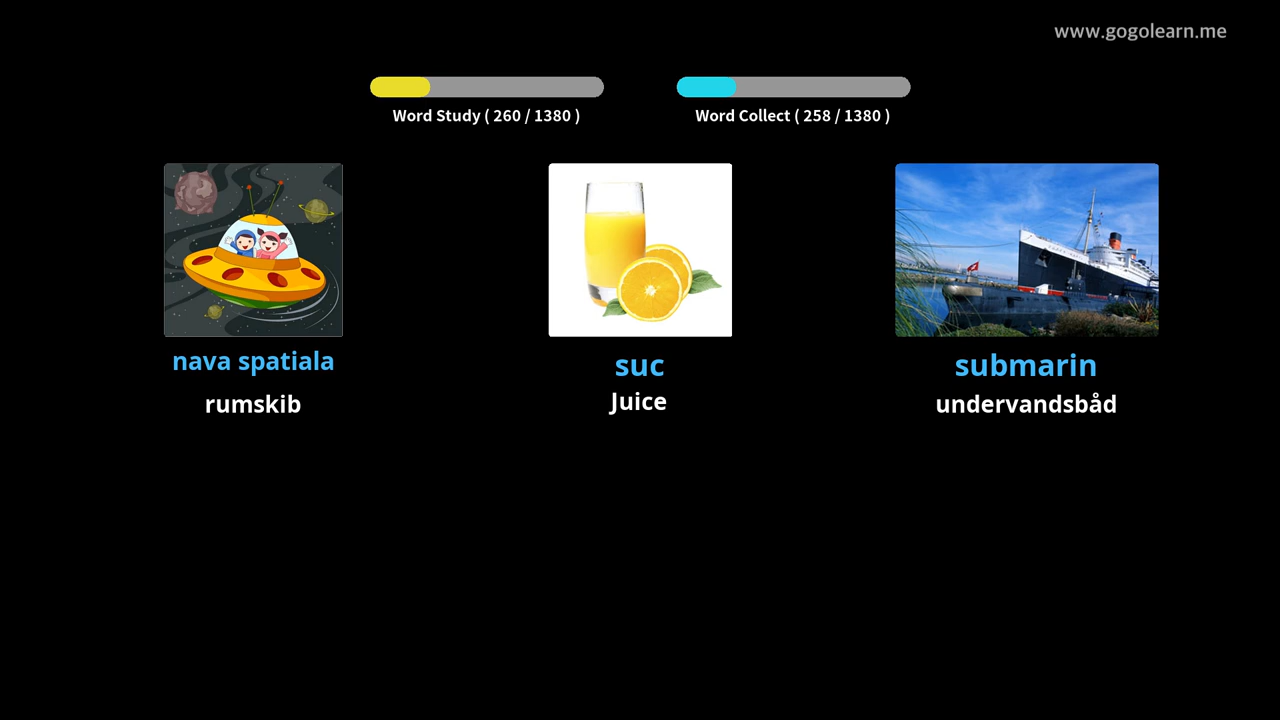 www.gogolearn.me
Word Study ( 260 / 1380 )
Word Collect ( 258 / 1380 )
nava spatiala
rumskib
suc
Juice
submarin
undervandsbåd